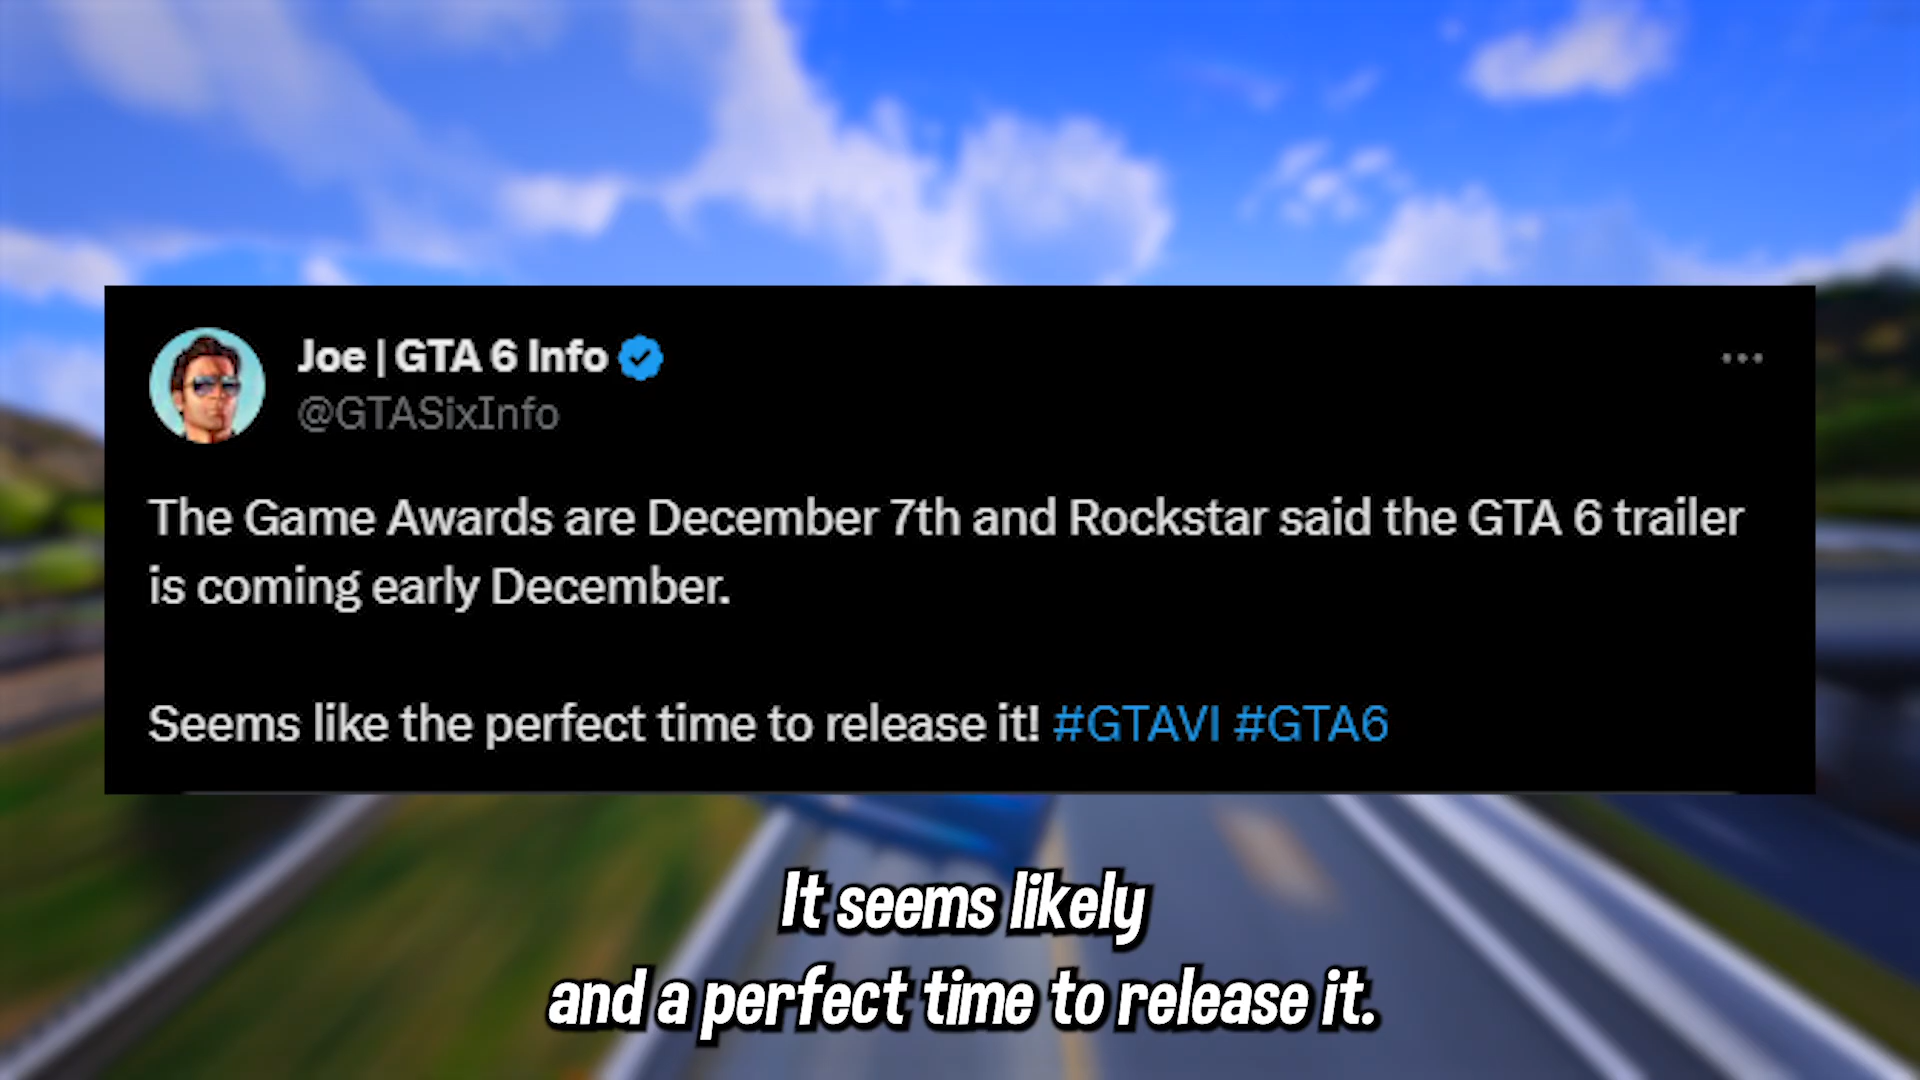 Joe | GTA 6 Info
@GTASixInfo
The Game Awards are December 7th and Rockstar said the GTA 6 trailer
is coming early December.
Seems like the perfect time to release it! #GTAVI #GTA6
It seems likely
and a perfect time to release it.